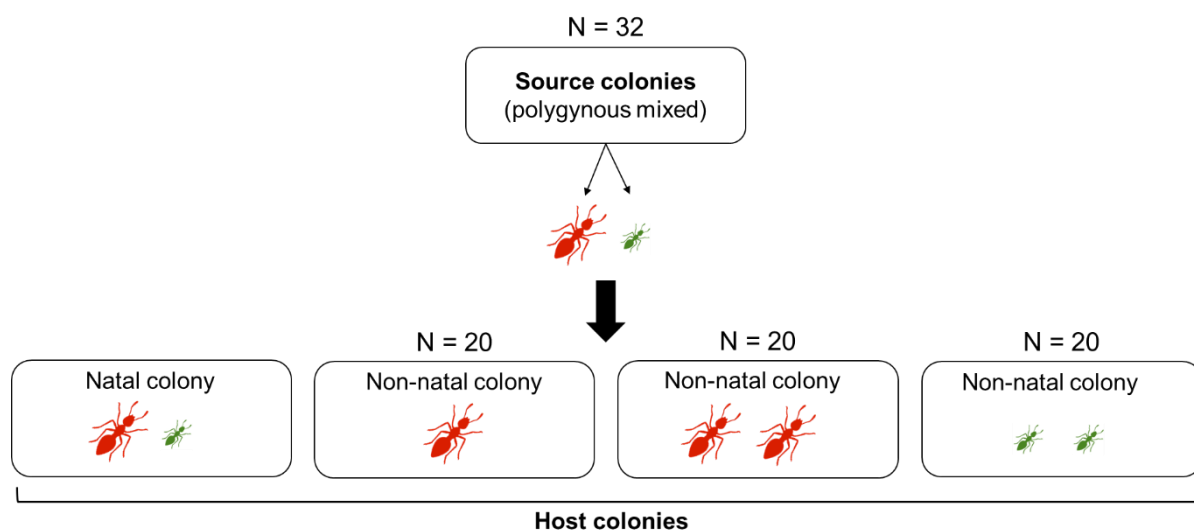 N = 32
Source colonies
(polygynous mixed)
N = 20
N = 20
N = 20
Natal colony
Non-natal colony
Non-natal colony
Non-natal colony
Host colonies